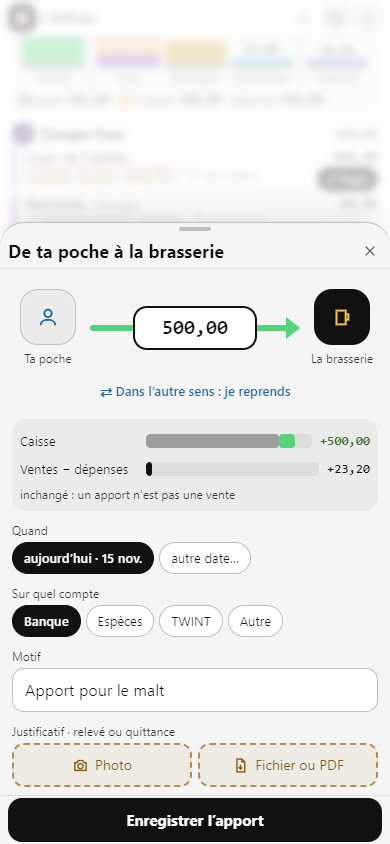 De ta poche à la brasserie
×
500,00
Ta poche
La brasserie
⇄ Dans l’autre sens : je reprends
Caisse +500,00
Ventes − dépenses +23,20
inchangé : un apport n’est pas une vente
Quand
aujourd’hui · 15 nov. autre date…
Sur quel compte
Banque Espèces TWINT Autre
Motif
Apport pour le malt
Justificatif · relevé ou quittance
Photo Fichier ou PDF
Enregistrer l’apport